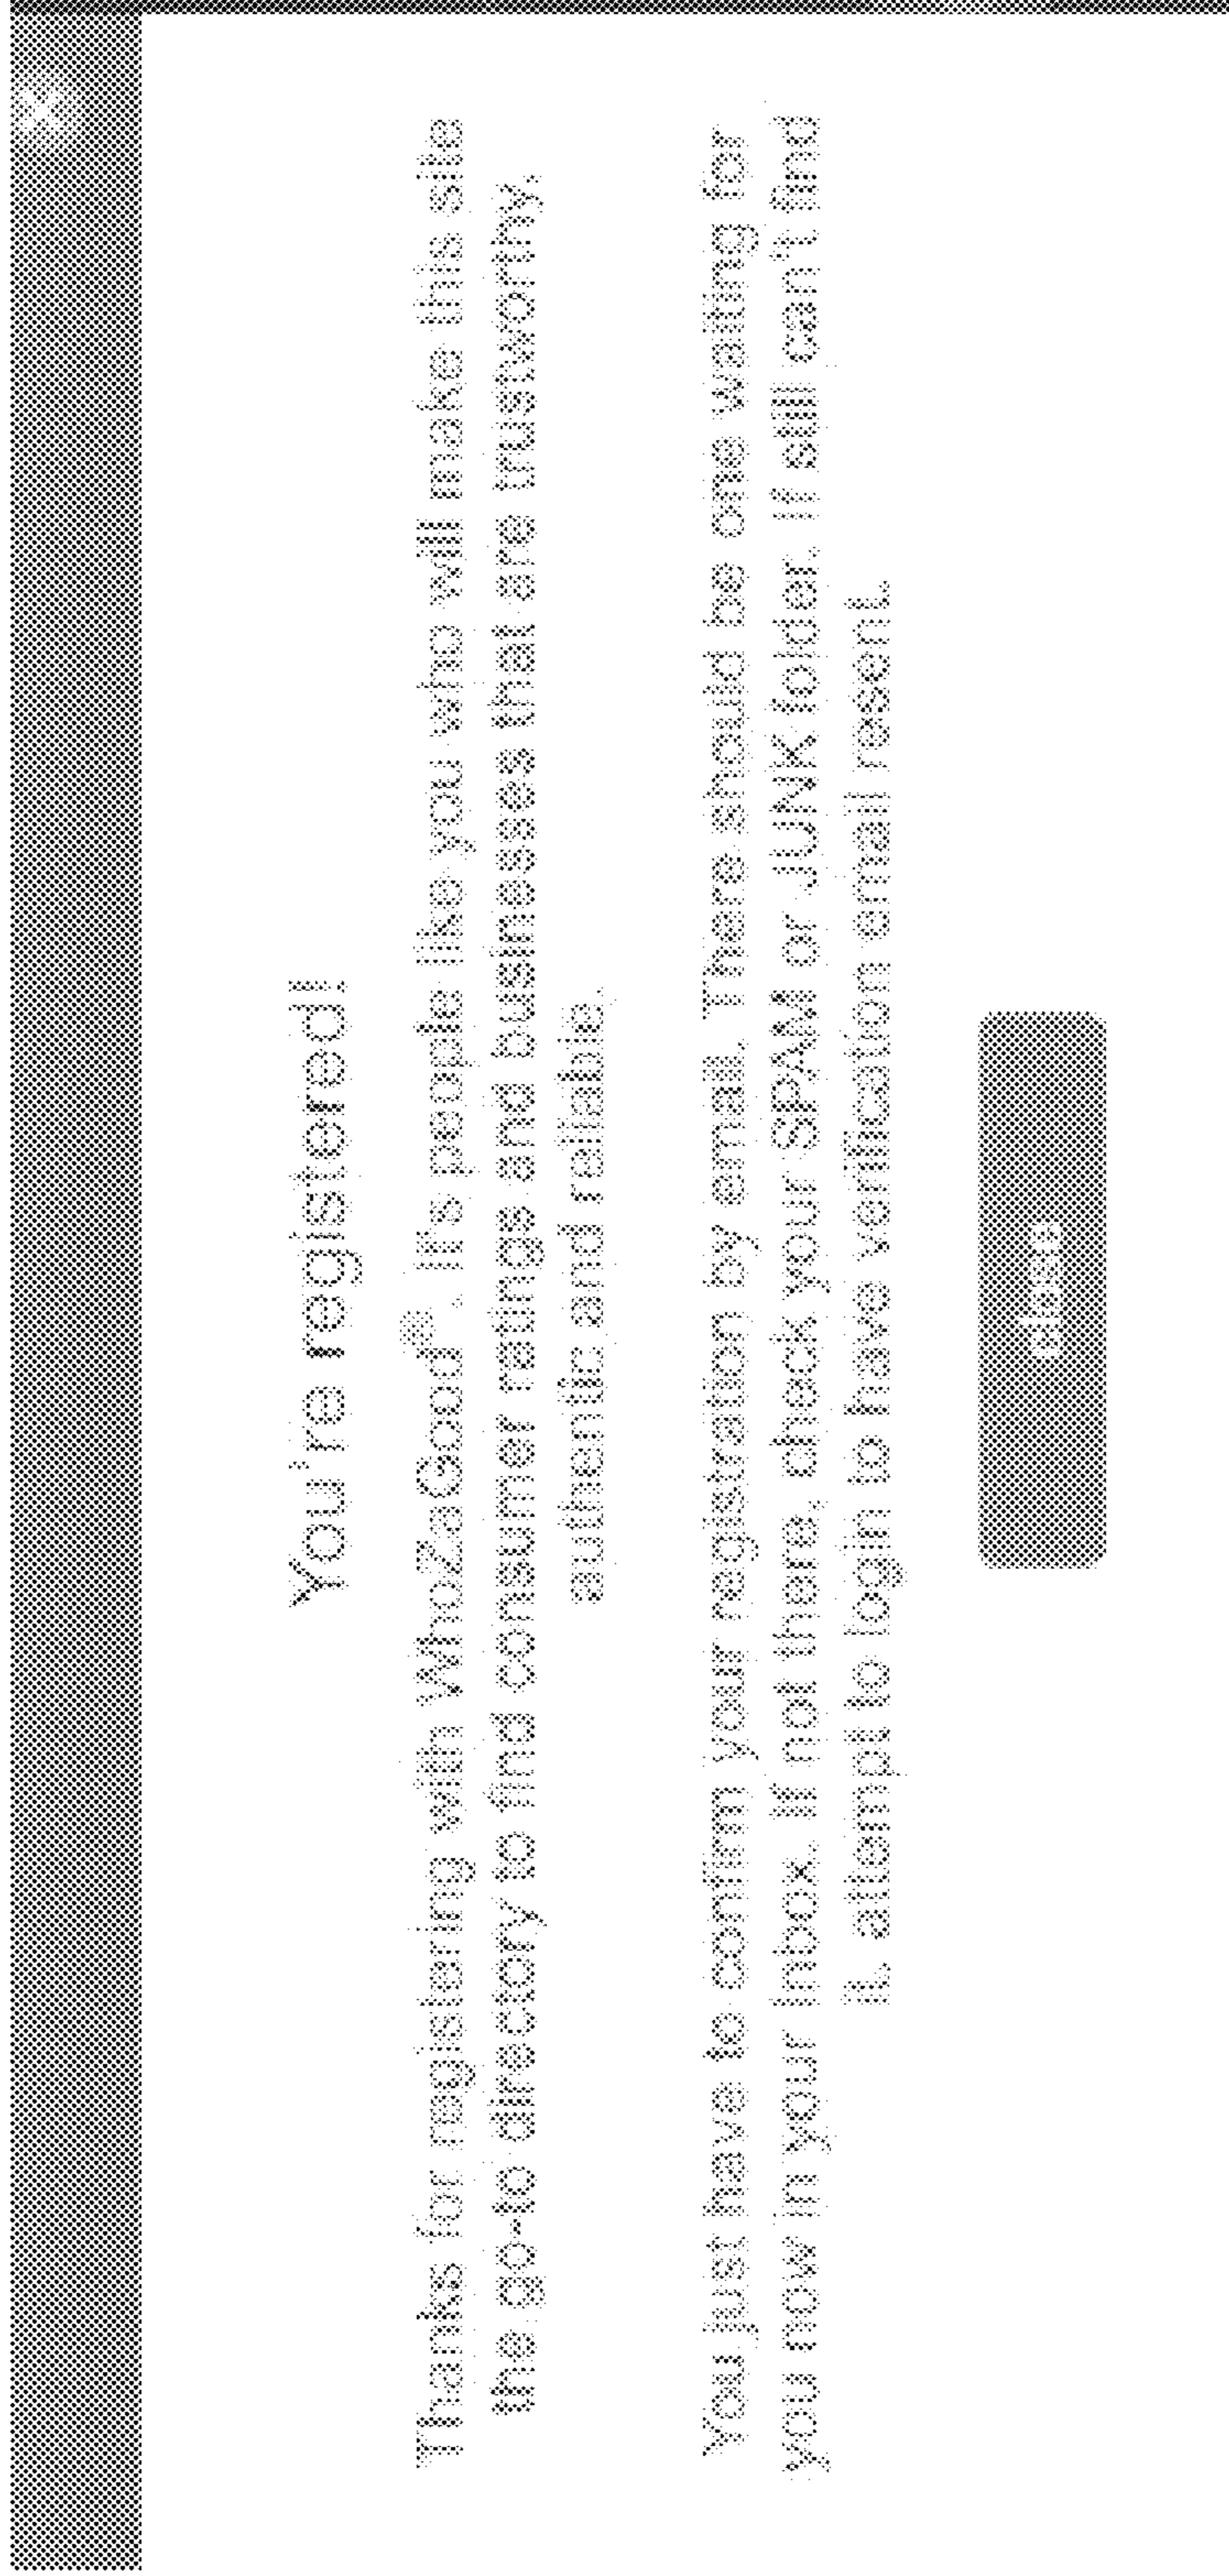 You're registered!
Thanks for registering with WhozaGood®. It's people like you who will make this site
the go-to directory to find consumer ratings and businesses that are trustworthy,
authentic and reliable.
You just have to confirm your registration by email. There should be one waiting for
you now in your Inbox. If not there, check your SPAM or JUNK folder. If still can't find
it, attempt to login to have verification email resent.
close